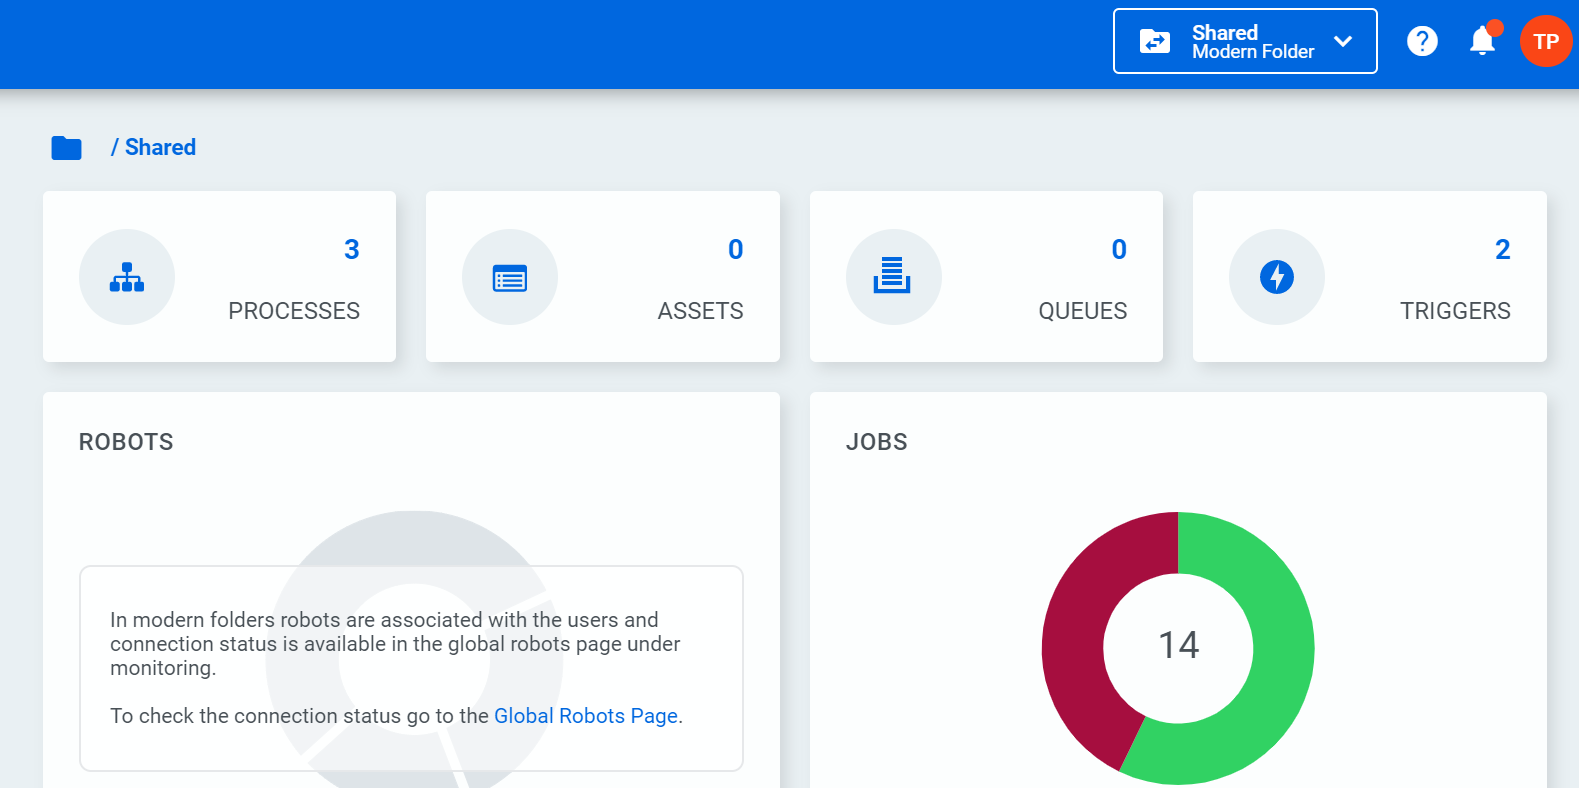 Shared
Modern Folder
?
TP
/ Shared
3
PROCESSES
0
ASSETS
0
QUEUES
2
TRIGGERS
ROBOTS
In modern folders robots are associated with the users and
connection status is available in the global robots page under
monitoring.
To check the connection status go to the Global Robots Page.
JOBS
14